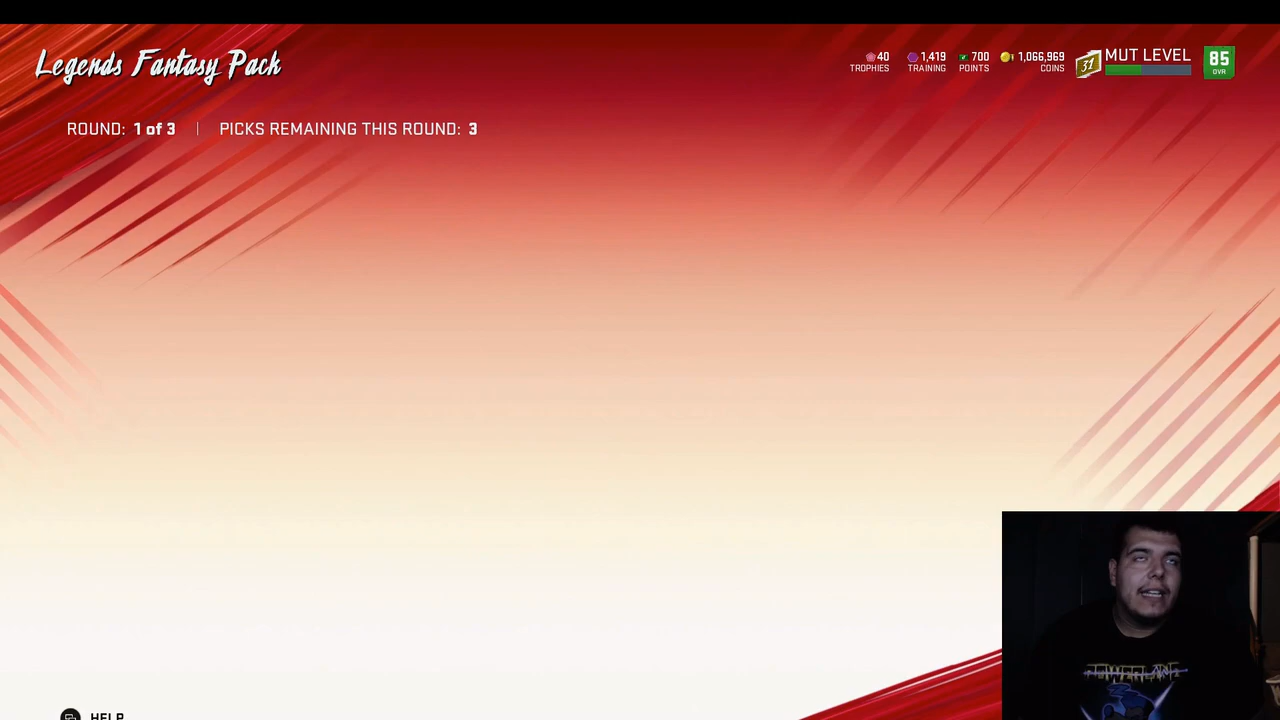 Legends Fantasy Pack
40 TROPHIES
1,419 TRAINING
700 POINTS
1,066,969 COINS
31
MUT LEVEL
85 OVR
ROUND: 1 of 3 | PICKS REMAINING THIS ROUND: 3
HELP